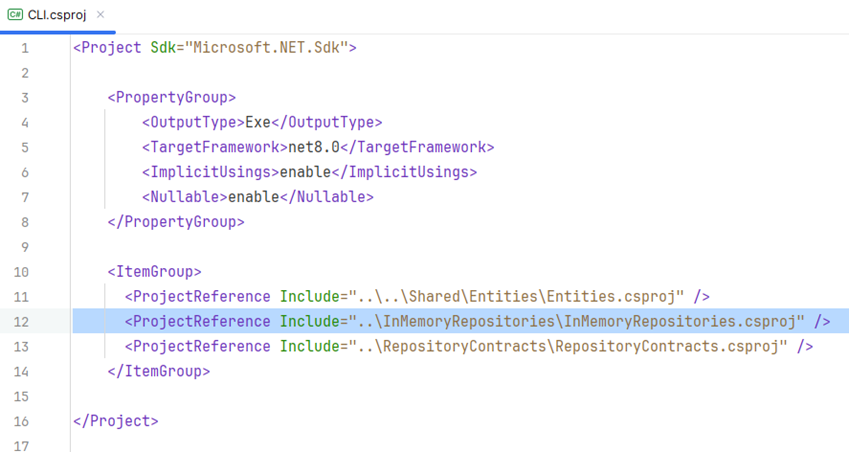 C# CLI.csproj ×
1 <Project Sdk="Microsoft.NET.Sdk">
2
3 <PropertyGroup>
4 <OutputType>Exe</OutputType>
5 <TargetFramework>net8.0</TargetFramework>
6 <ImplicitUsings>enable</ImplicitUsings>
7 <Nullable>enable</Nullable>
8 </PropertyGroup>
9
10 <ItemGroup>
11 <ProjectReference Include="..\..\Shared\Entities\Entities.csproj" />
12 <ProjectReference Include="..\InMemoryRepositories\InMemoryRepositories.csproj" />
13 <ProjectReference Include="..\RepositoryContracts\RepositoryContracts.csproj" />
14 </ItemGroup>
15
16 </Project>
17